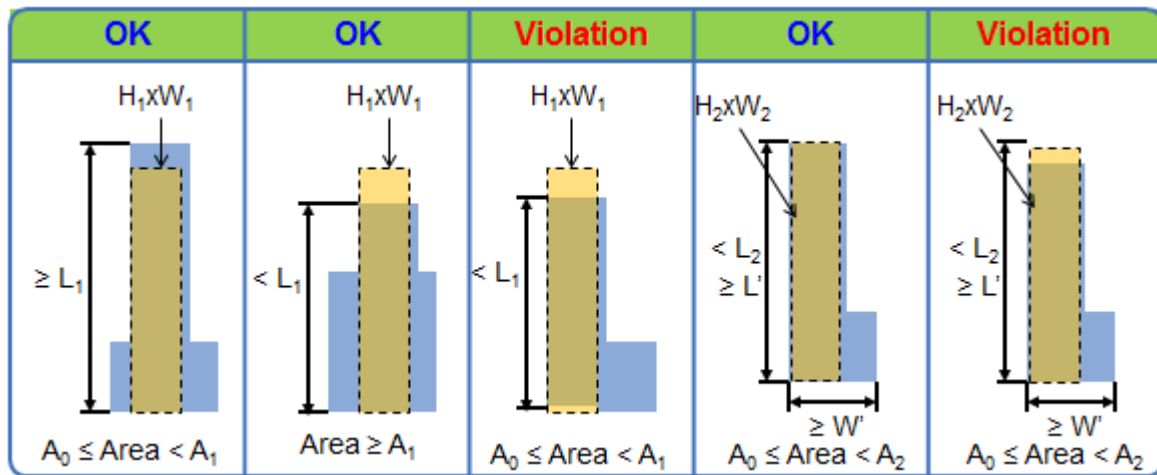 OK
OK
Violation
OK
Violation
H₁xW₁
≥ L₁
A₀ ≤ Area < A₁
H₁xW₁
< L₁
Area ≥ A₁
H₁xW₁
< L₁
A₀ ≤ Area < A₁
H₂xW₂
< L₂
≥ L'
≥ W'
A₀ ≤ Area < A₂
H₂xW₂
< L₂
≥ L'
≥ W'
A₀ ≤ Area < A₂